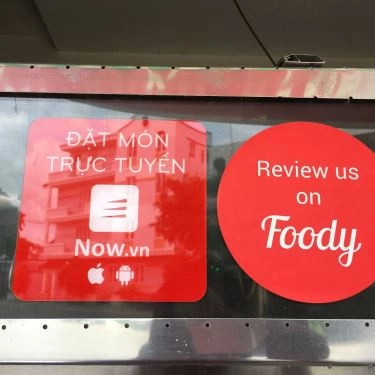 ĐẶT MÓN
TRỰC TUYẾN
Now.vn
Review us
on
Foody